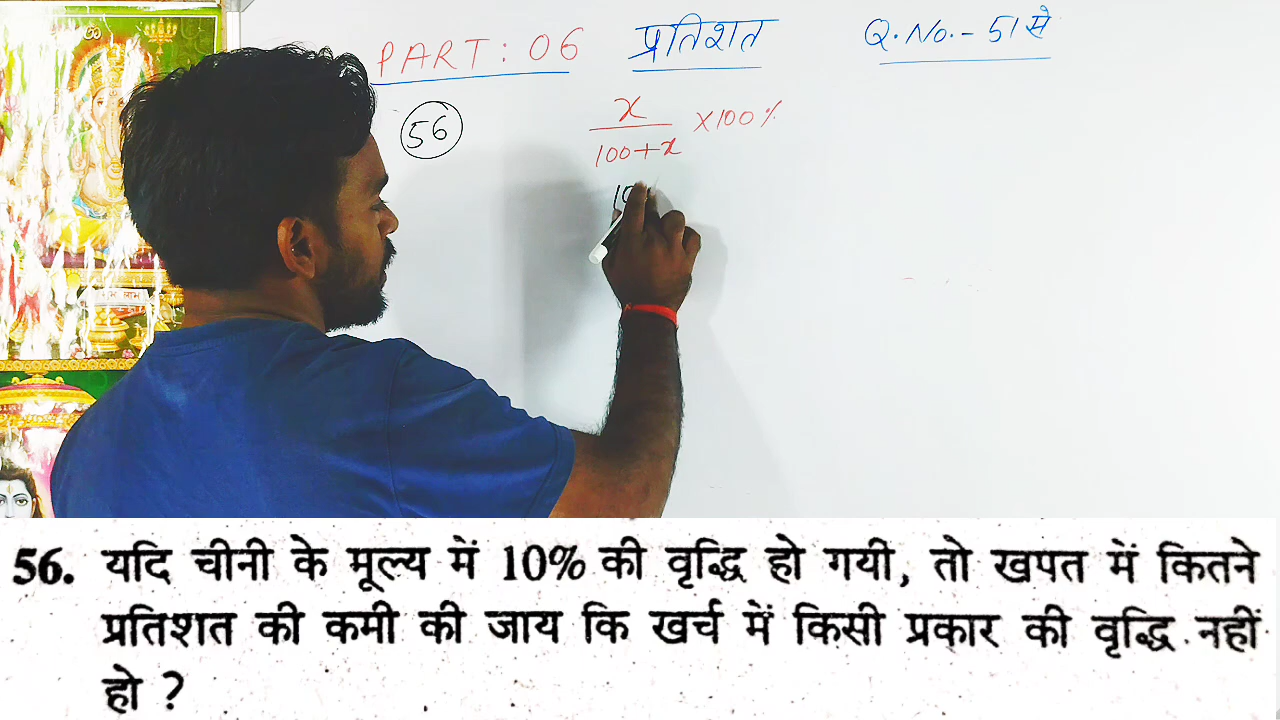 PART: 06 प्रतिशत Q.No.- 51 से
56
x
100+x
×100%
10
56. यदि चीनी के मूल्य में 10% की वृद्धि हो गयी, तो खपत में कितने
प्रतिशत की कमी की जाय कि खर्च में किसी प्रकार की वृद्धि नहीं
हो ?